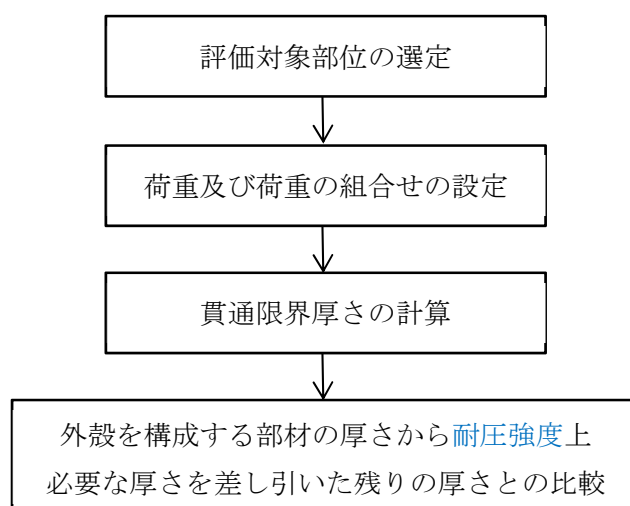 評価対象部位の選定
荷重及び荷重の組合せの設定
貫通限界厚さの計算
外殻を構成する部材の厚さから耐圧強度上
必要な厚さを差し引いた残りの厚さとの比較